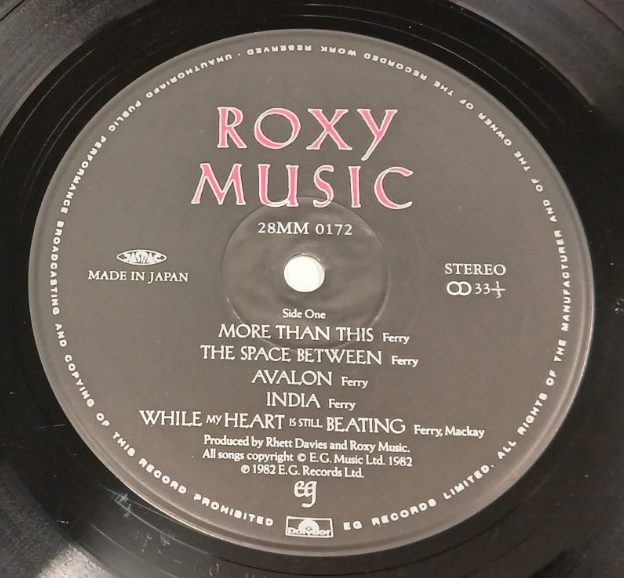 ROXY
MUSIC
28MM 0172
MADE IN JAPAN
STEREO
33⅓
Side One
MORE THAN THIS Ferry
THE SPACE BETWEEN Ferry
AVALON Ferry
INDIA Ferry
WHILE MY HEART IS STILL BEATING Ferry, Mackay
Produced by Rhett Davies and Roxy Music.
All songs copyright © E.G. Music Ltd. 1982
℗ 1982 E.G. Records Ltd.
eg
polydor
EG RECORDS LIMITED. ALL RIGHTS OF THE MANUFACTURER AND OF THE OWNER OF THE RECORDED WORK RESERVED · UNAUTHORISED PUBLIC PERFORMANCE BROADCASTING AND COPYING OF THIS RECORD PROHIBITED